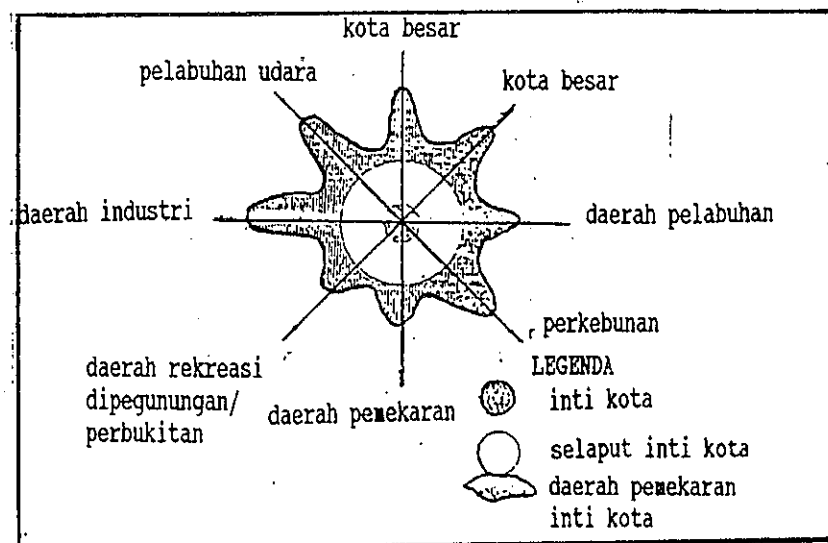 kota besar
pelabuhan udara
kota besar
daerah industri
daerah pelabuhan
perkebunan
daerah rekreasi
dipegunungan/
perbukitan
daerah pemekaran
LEGENDA
inti kota
selaput inti kota
daerah pemekaran
inti kota